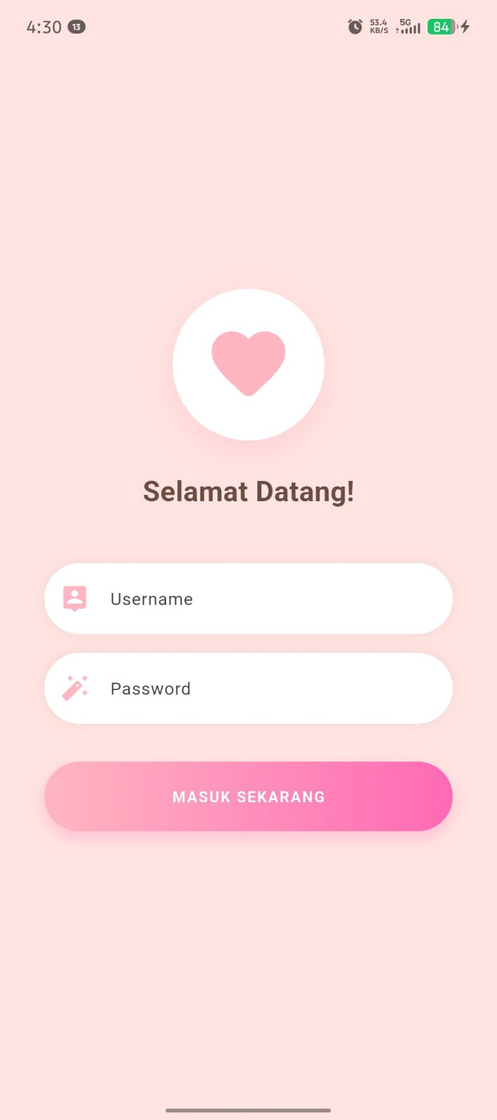 4:30 13 53.4 KB/S 5G 84
Selamat Datang!
Username
Password
MASUK SEKARANG